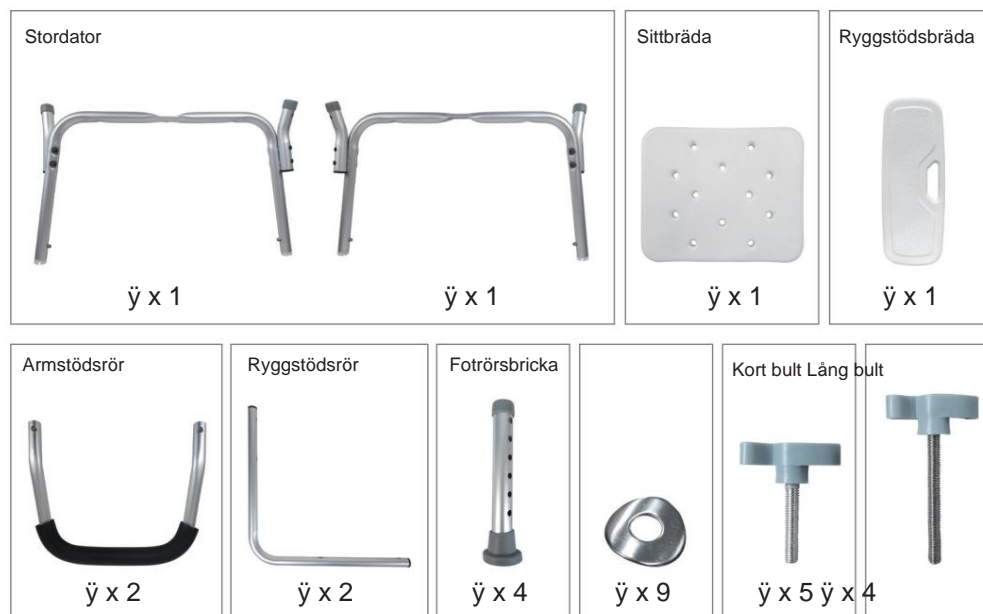 Stordator
Sittbräda
Ryggstödsbräda
ÿ x 1
ÿ x 1
ÿ x 1
ÿ x 1
Armstödsrör
Ryggstödsrör
Fotrörsbricka
Kort bult Lång bult
ÿ x 2
ÿ x 2
ÿ x 4
ÿ x 9
ÿ x 5 ÿ x 4